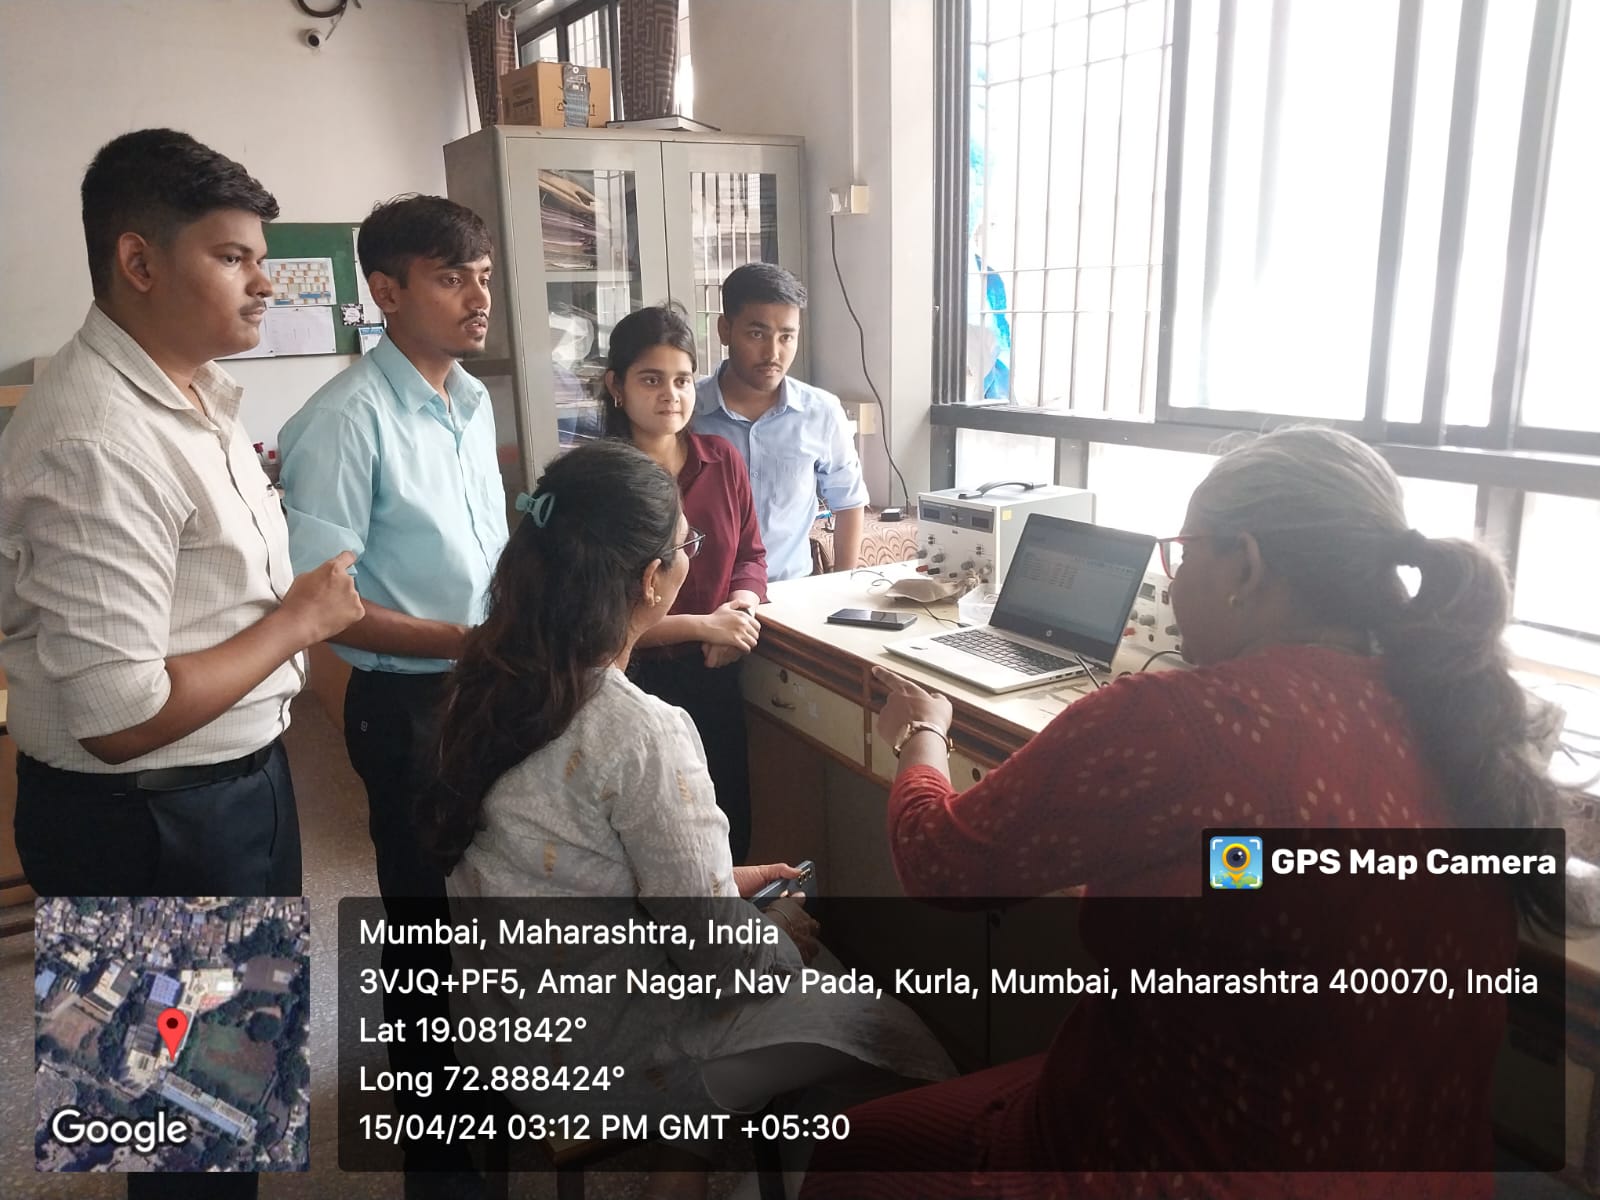 GPS Map Camera
Mumbai, Maharashtra, India
3VJQ+PF5, Amar Nagar, Nav Pada, Kurla, Mumbai, Maharashtra 400070, India
Lat 19.081842°
Long 72.888424°
15/04/24 03:12 PM GMT +05:30
Google